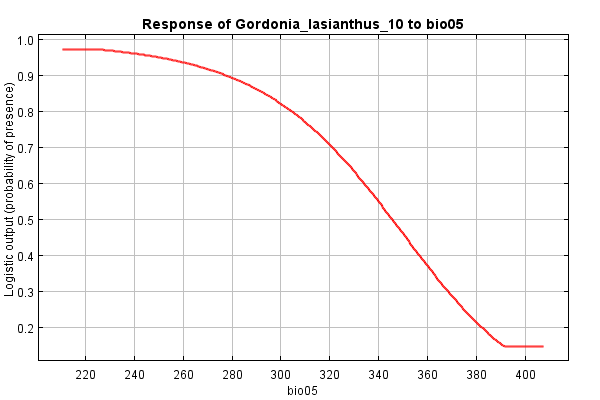 Response of Gordonia_lasianthus_10 to bio05
Logistic output (probability of presence)
1.0
0.9
0.8
0.7
0.6
0.5
0.4
0.3
0.2
220 240 260 280 300 320 340 360 380 400
bio05